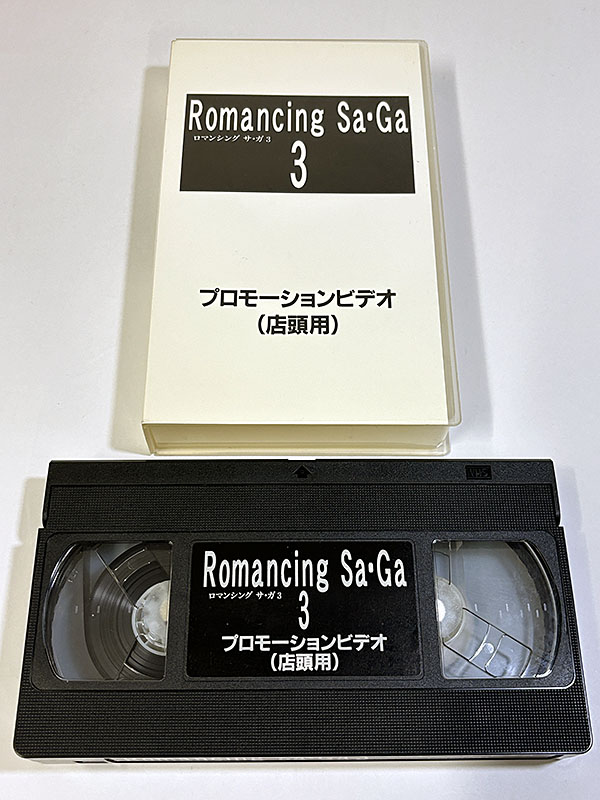 Romancing Sa・Ga
ロマンシング サ・ガ3
3
プロモーションビデオ
(店頭用)
VHS
Romancing Sa・Ga
ロマンシング サ・ガ3
3
プロモーションビデオ
(店頭用)